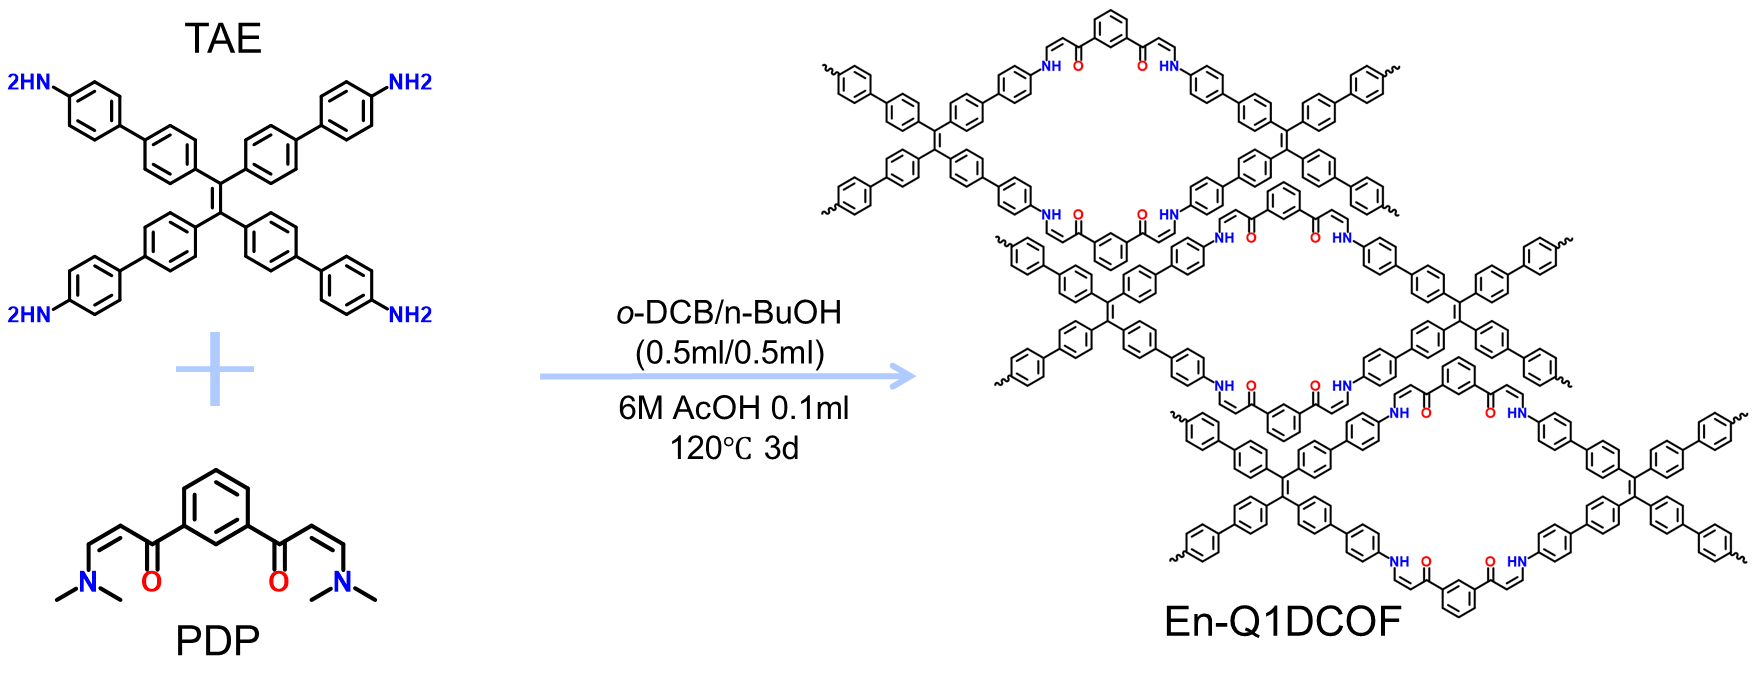 TAE
2HN
NH2
2HN
NH2
o-DCB/n-BuOH
(0.5ml/0.5ml)
6M AcOH 0.1ml
120℃ 3d
N
O
O
N
PDP
NH
O
O
HN
NH
O
O
HN
NH
O
O
HN
NH
O
O
HN
NH
O
O
HN
NH
O
O
HN
En-Q1DCOF